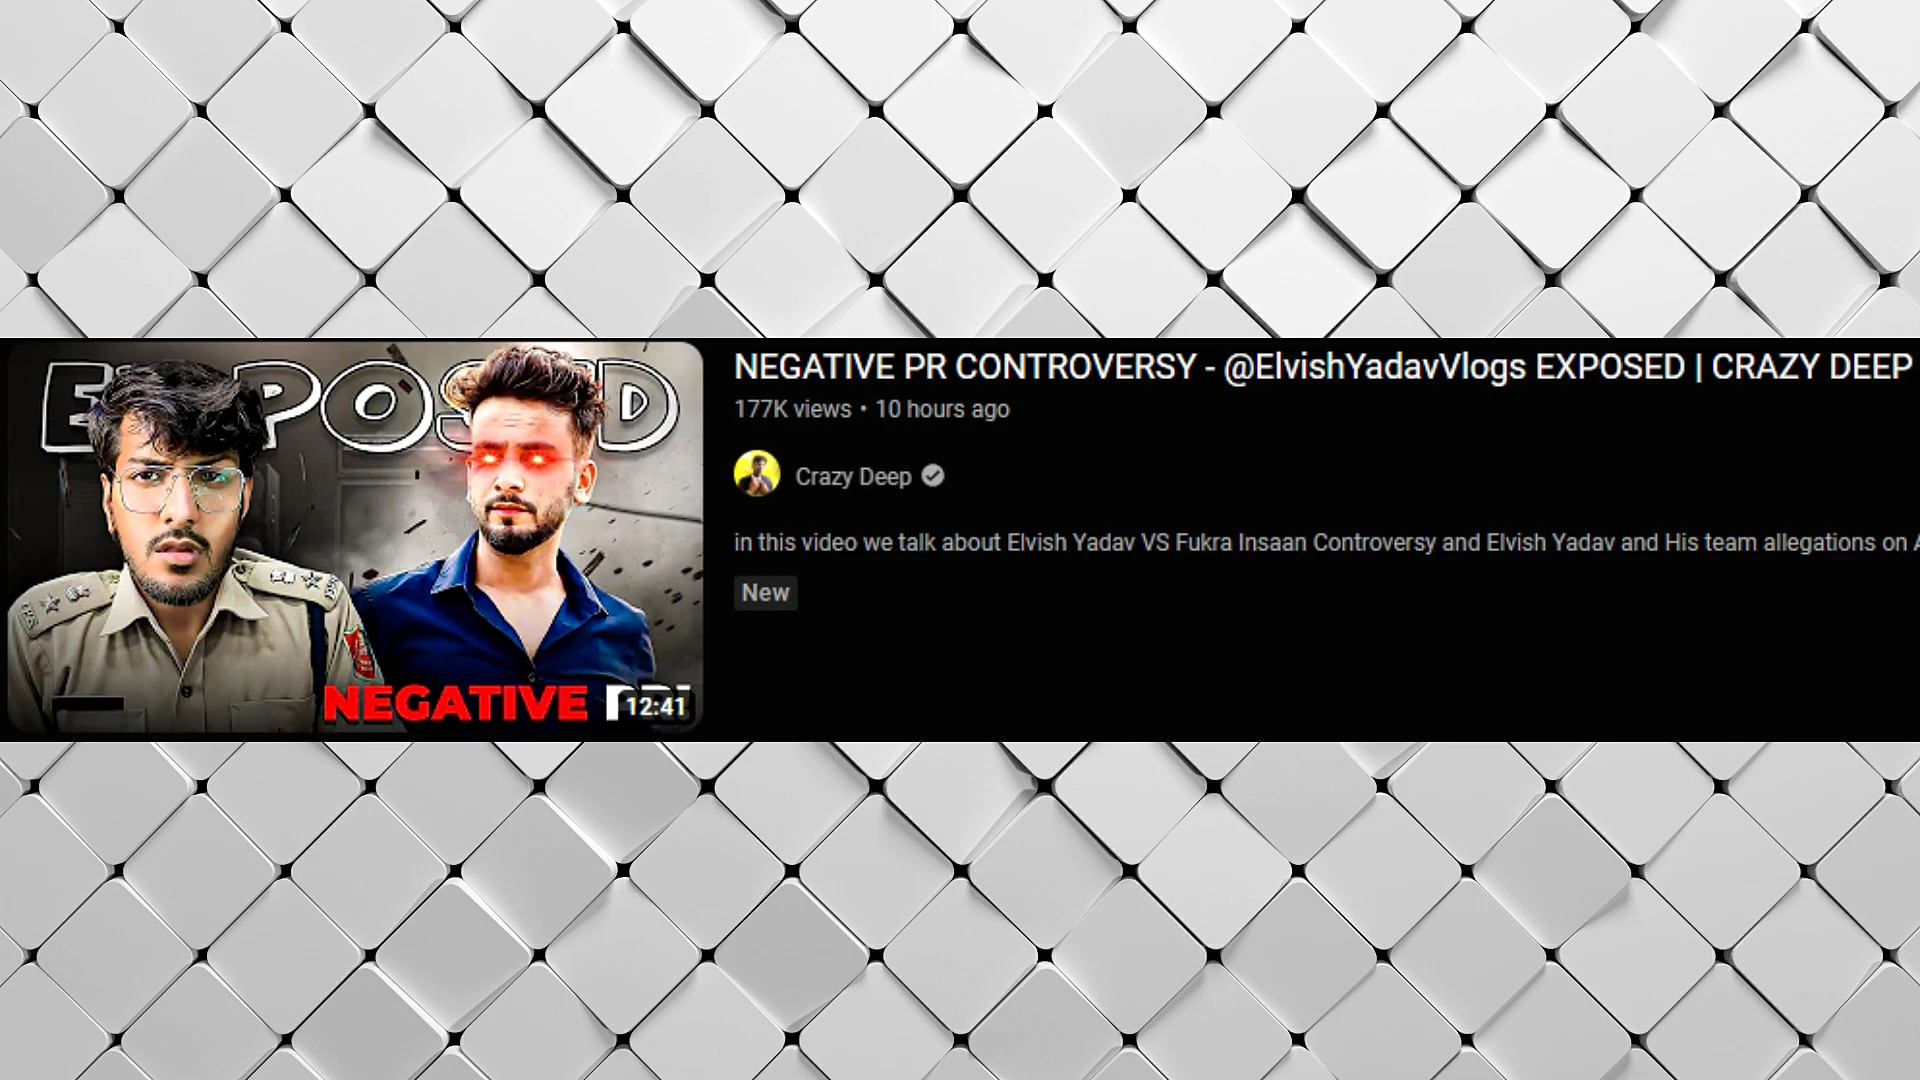 EXPOSED
NEGATIVE PR!
12:41
NEGATIVE PR CONTROVERSY - @ElvishYadavVlogs EXPOSED | CRAZY DEEP
177K views • 10 hours ago
Crazy Deep
in this video we talk about Elvish Yadav VS Fukra Insaan Controversy and Elvish Yadav and His team allegations on A
New